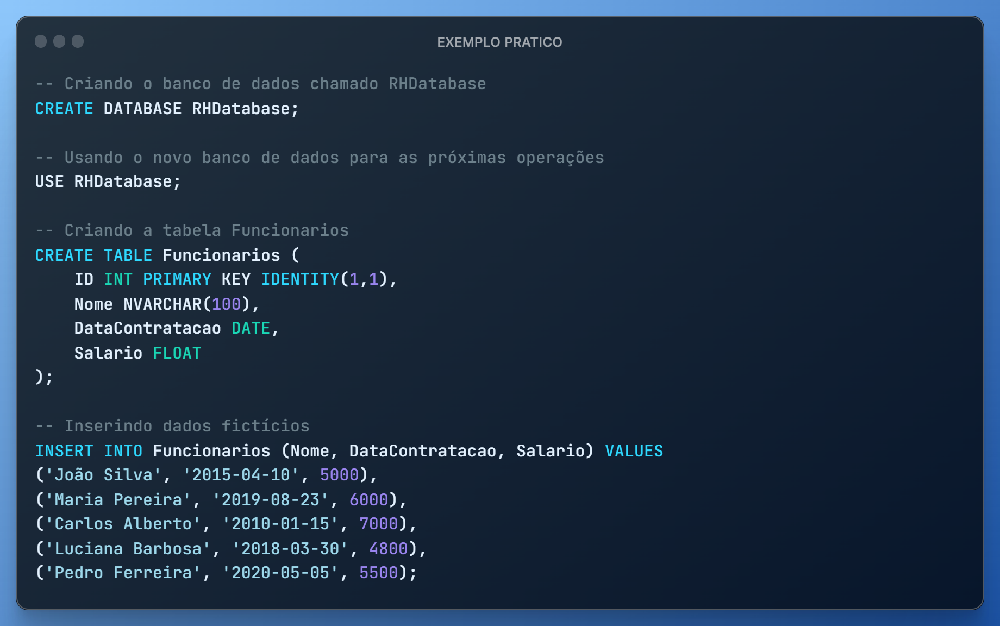 EXEMPLO PRATICO
-- Criando o banco de dados chamado RHDatabase
CREATE DATABASE RHDatabase;
-- Usando o novo banco de dados para as próximas operações
USE RHDatabase;
-- Criando a tabela Funcionarios
CREATE TABLE Funcionarios (
    ID INT PRIMARY KEY IDENTITY(1,1),
    Nome NVARCHAR(100),
    DataContratacao DATE,
    Salario FLOAT
);
-- Inserindo dados fictícios
INSERT INTO Funcionarios (Nome, DataContratacao, Salario) VALUES
('João Silva', '2015-04-10', 5000),
('Maria Pereira', '2019-08-23', 6000),
('Carlos Alberto', '2010-01-15', 7000),
('Luciana Barbosa', '2018-03-30', 4800),
('Pedro Ferreira', '2020-05-05', 5500);